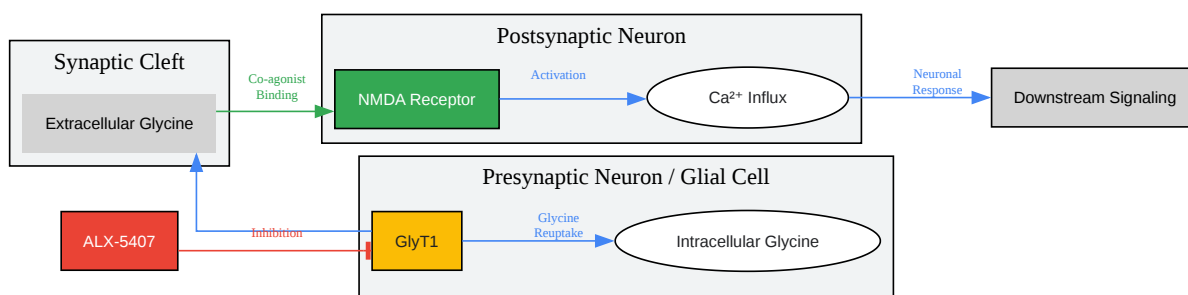 Postsynaptic Neuron
Synaptic Cleft
Co-agonist
Binding
Activation
Neuronal
Response
NMDA Receptor
Ca²⁺ Influx
Downstream Signaling
Extracellular Glycine
Presynaptic Neuron / Glial Cell
ALX-5407
Inhibition
GlyT1
Glycine
Reuptake
Intracellular Glycine